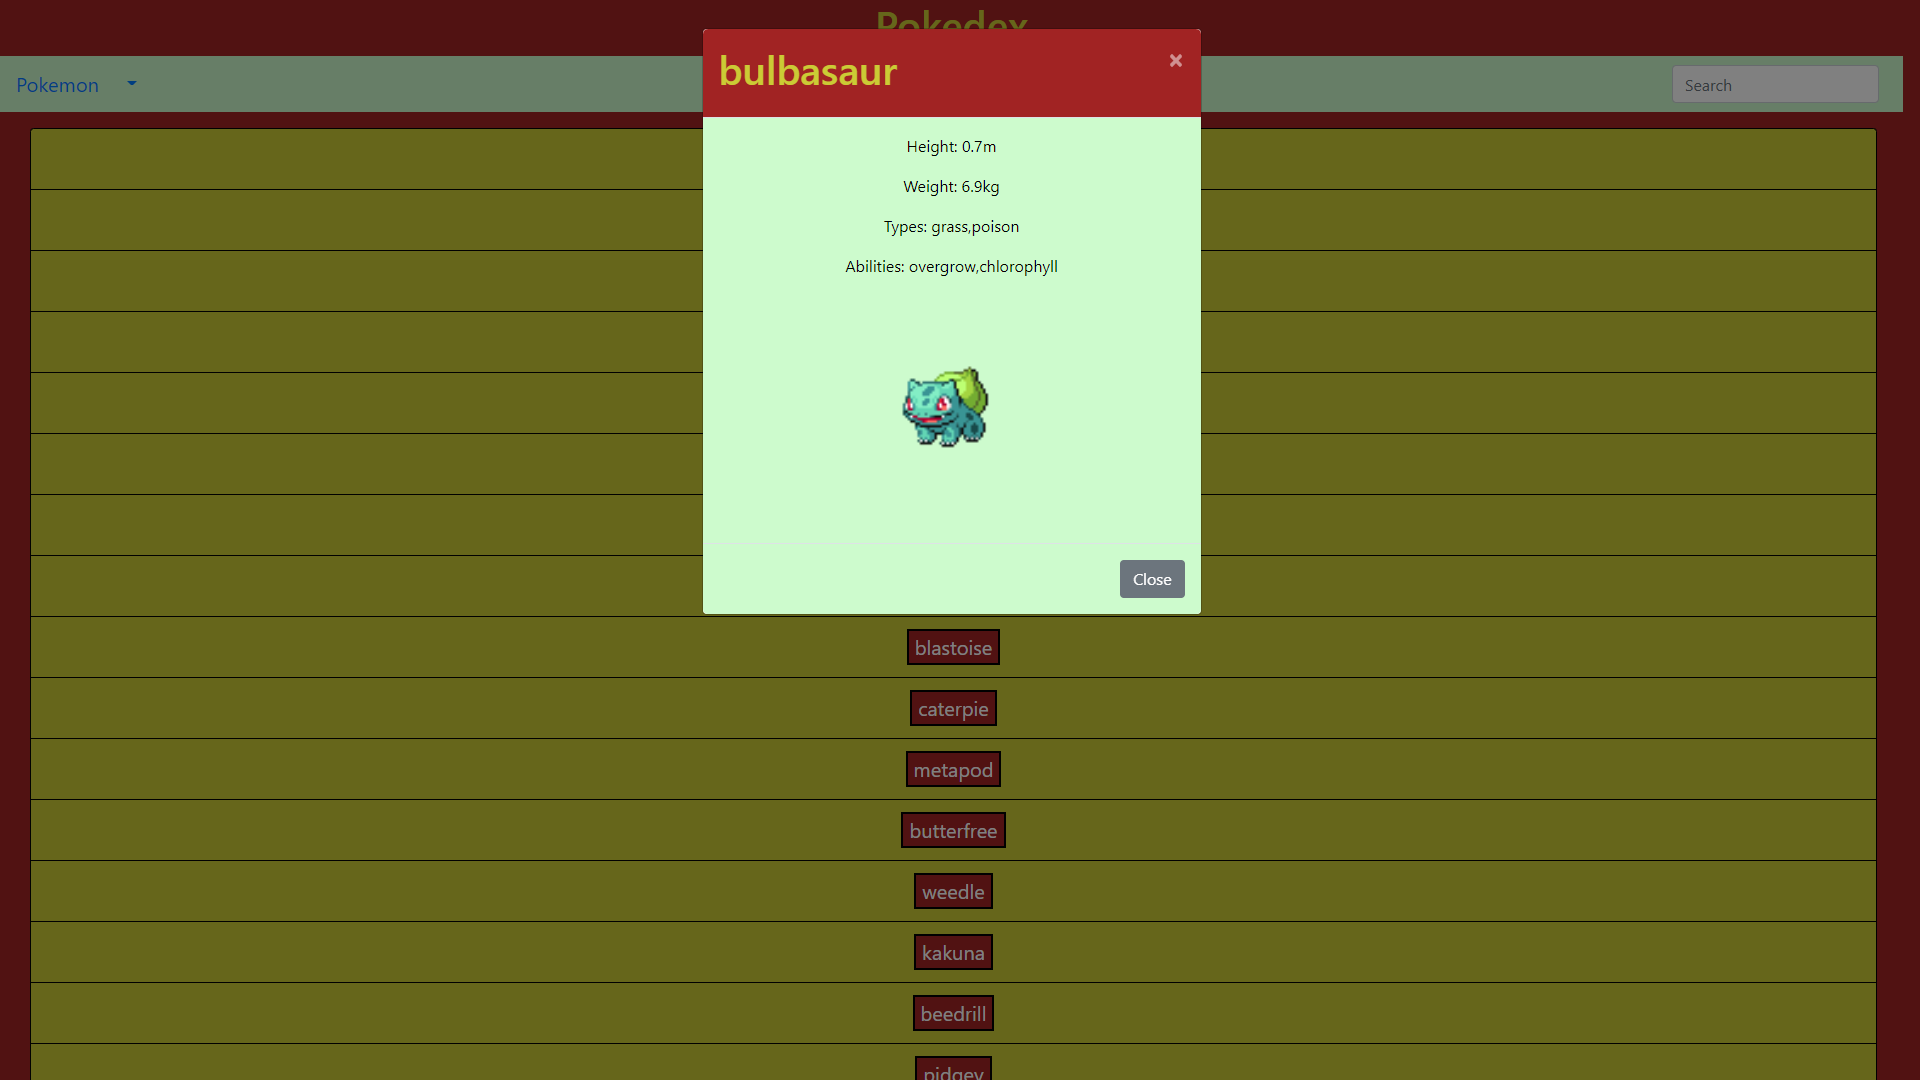 Pokedex
bulbasaur
×
Pokemon
Search
Height: 0.7m
Weight: 6.9kg
Types: grass,poison
Abilities: overgrow,chlorophyll
Close
blastoise
caterpie
metapod
butterfree
weedle
kakuna
beedrill
pidgey